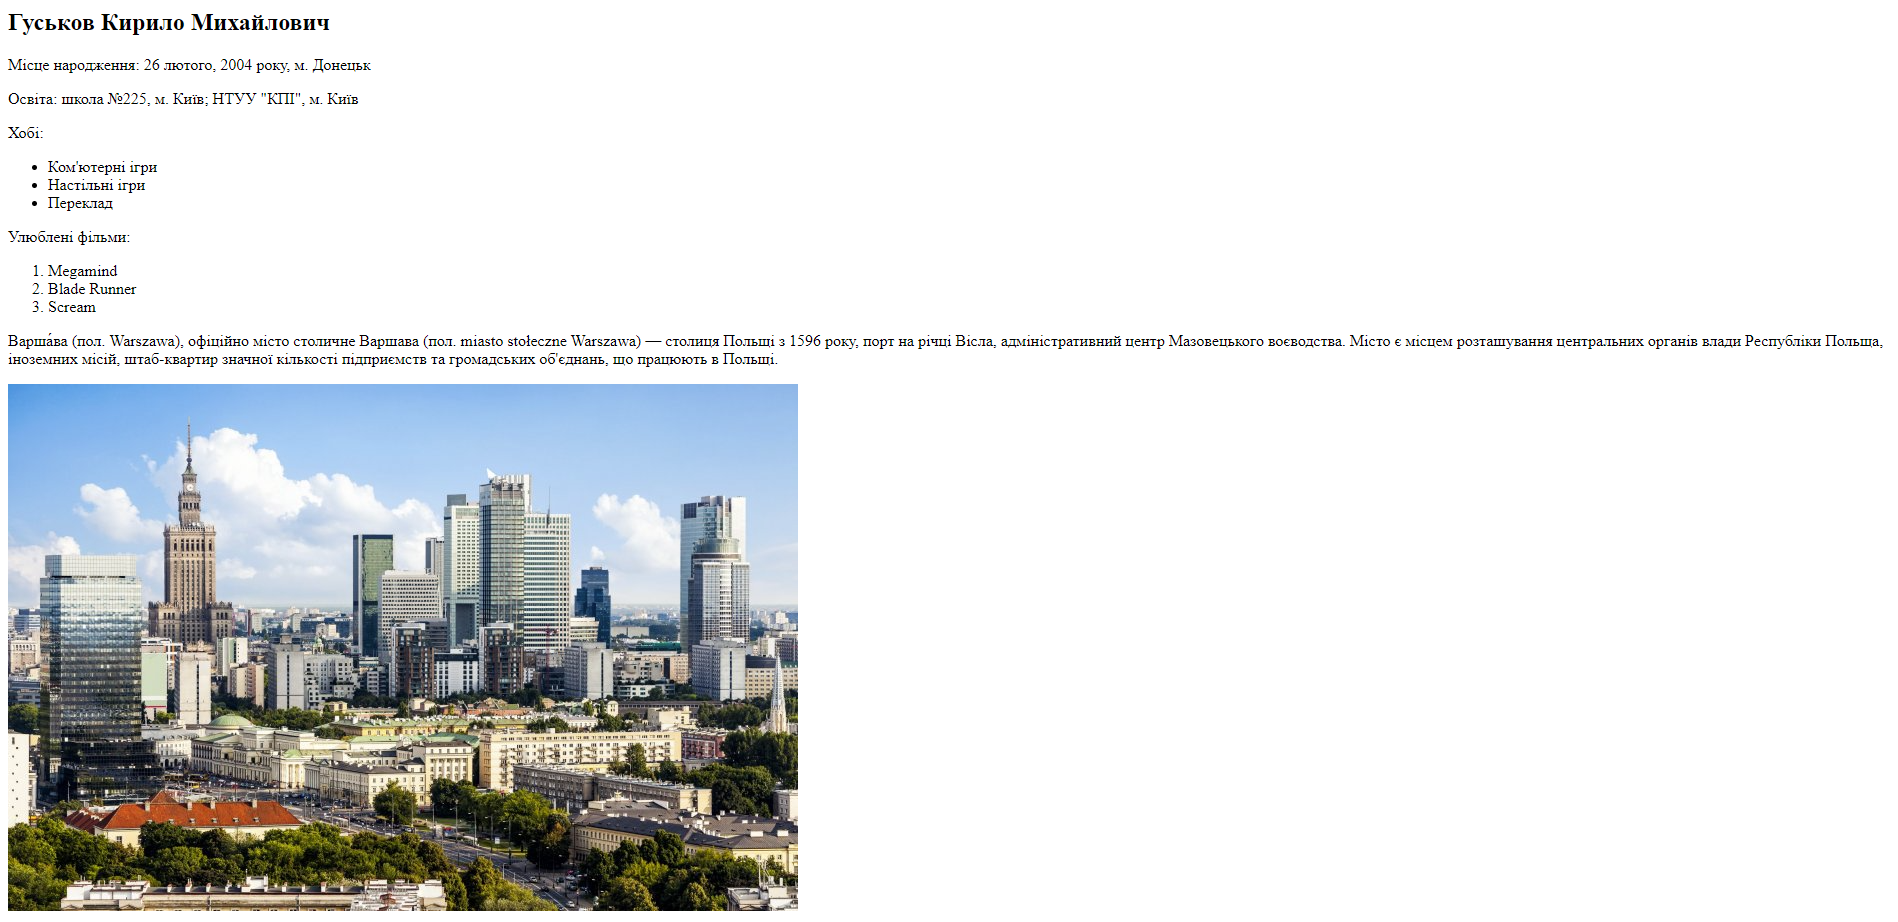 Гуськов Кирило Михайлович
Місце народження: 26 лютого, 2004 року, м. Донецьк
Освіта: школа №225, м. Київ; НТУУ "КПІ", м. Київ
Хобі:
• Ком'ютерні ігри
• Настільні ігри
• Переклад
Улюблені фільми:
1. Megamind
2. Blade Runner
3. Scream
Варша́ва (пол. Warszawa), офіційно місто столичне Варшава (пол. miasto stołeczne Warszawa) — столиця Польщі з 1596 року, порт на річці Вісла, адміністративний центр Мазовецького воєводства. Місто є місцем розташування центральних органів влади Республіки Польща,
іноземних місій, штаб-квартир значної кількості підприємств та громадських об'єднань, що працюють в Польщі.